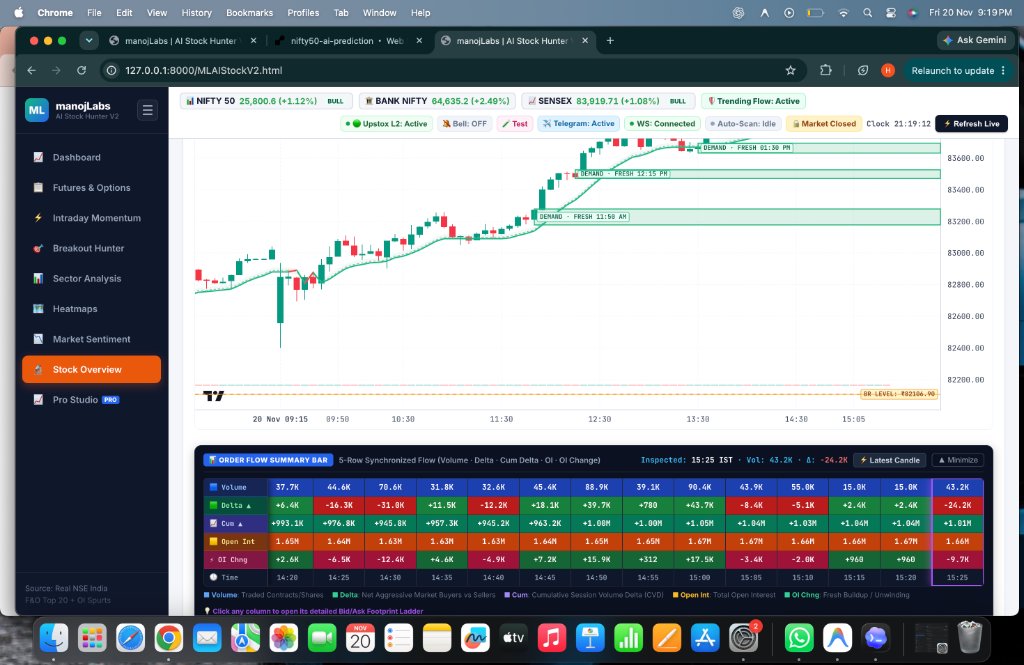 Chrome File Edit View History Bookmarks Profiles Tab Window Help Fri 20 Nov 9:19 PM
manojLabs | AI Stock Hunter nifty50-ai-prediction • Web manojLabs | AI Stock Hunter Ask Gemini
127.0.0.1:8000/MLAIStockV2.html H Relaunch to update
ML manojLabs
AI Stock Hunter V2
NIFTY 50 25,800.6 (+1.12%) BULL BANK NIFTY 64,635.2 (+2.49%) SENSEX 83,919.71 (+1.08%) BULL Trending Flow: Active
Upstox L2: Active Bell: OFF Test Telegram: Active WS: Connected Auto-Scan: Idle Market Closed Clock 21:19:12 Refresh Live
Dashboard
Futures & Options
Intraday Momentum
Breakout Hunter
Sector Analysis
Heatmaps
Market Sentiment
Stock Overview
Pro Studio PRO
Source: Real NSE India
F&O Top 20 + OI Spurts
DEMAND · FRESH 01:30 PM
DEMAND · FRESH 12:15 PM
DEMAND · FRESH 11:50 AM
83600.00
83400.00
83200.00
83000.00
82800.00
82600.00
82400.00
82200.00
BR LEVEL: ₹82106.90
20 Nov 09:15 09:50 10:30 11:30 12:30 13:30 14:30 15:05
ORDER FLOW SUMMARY BAR 5-Row Synchronized Flow (Volume · Delta · Cum Delta · OI · OI Change) Inspected: 15:25 IST · Vol: 43.2K · Δ: -24.2K Latest Candle ▲ Minimize
Volume 37.7K 44.6K 70.6K 31.8K 32.6K 45.4K 88.9K 39.1K 90.4K 43.9K 55.0K 15.0K 15.0K 43.2K
Delta ▲ +6.4K -16.3K -31.0K +11.5K -12.2K +18.1K +39.7K +780 +43.7K -8.4K -5.1K +2.4K +2.4K -24.2K
Cum ▲ +993.1K +976.8K +945.8K +957.3K +945.2K +963.2K +1.00M +1.00M +1.05M +1.04M +1.03M +1.04M +1.04M +1.01M
Open Int 1.65M 1.64M 1.63M 1.63M 1.63M 1.64M 1.65M 1.65M 1.67M 1.67M 1.66M 1.66M 1.67M 1.66M
OI Chng +2.6K -6.5K -12.4K +4.6K -4.9K +7.2K +15.9K +312 +17.5K -3.4K -2.0K +960 +960 -9.7K
Time 14:20 14:25 14:30 14:35 14:40 14:45 14:50 14:55 15:00 15:05 15:10 15:15 15:20 15:25
Volume: Traded Contracts/Shares Delta: Net Aggressive Market Buyers vs Sellers Cum: Cumulative Session Volume Delta (CVD) Open Int: Total Open Interest OI Chng: Fresh Buildup / Unwinding
Click any column to open its detailed Bid/Ask Footprint Ladder
NOV
20
tv
2